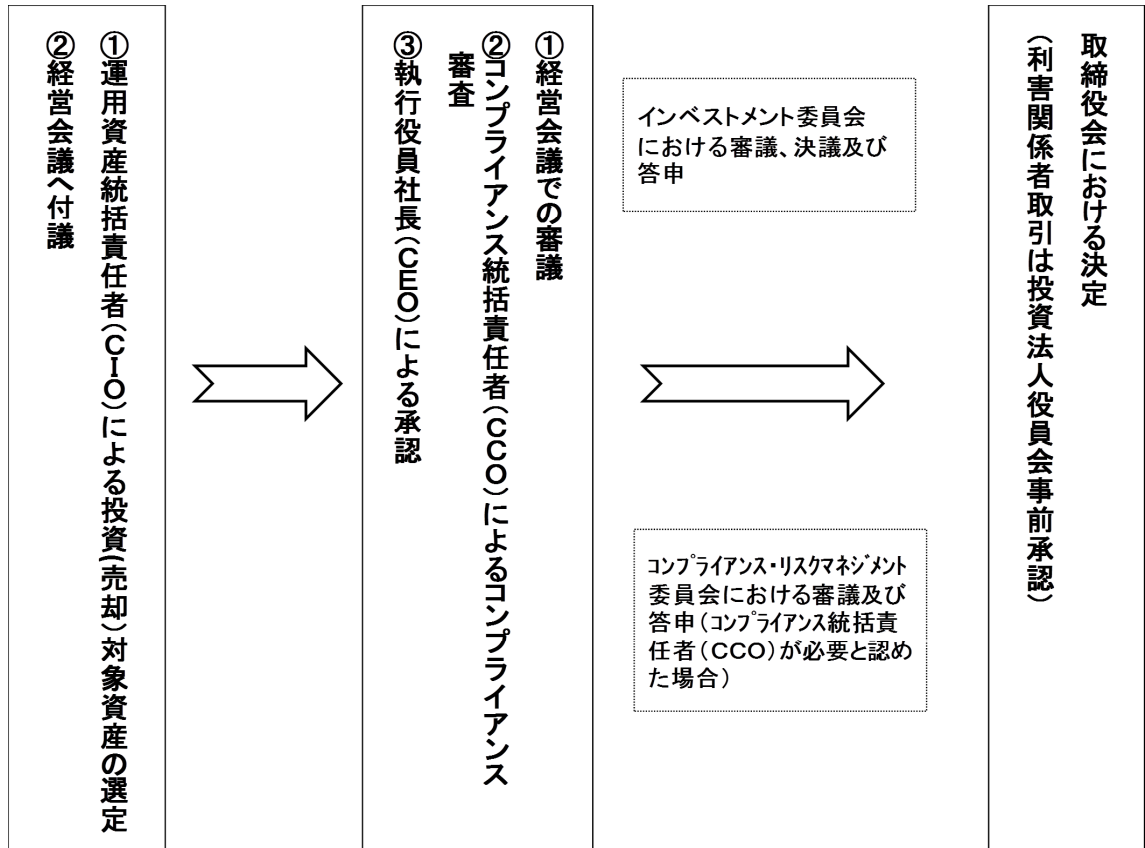 ①運用資産統括責任者(CIO)による投資(売却)対象資産の選定
②経営会議へ付議
①経営会議での審議
②コンプライアンス統括責任者(CCO)によるコンプライアンス
審査
③執行役員社長(CEO)による承認
インベストメント委員会
における審議、決議及び
答申
コンプライアンス・リスクマネジメント
委員会における審議及び
答申(コンプライアンス統括責
任者(CCO)が必要と認め
た場合)
取締役会における決定
(利害関係者取引は投資法人役員会事前承認)